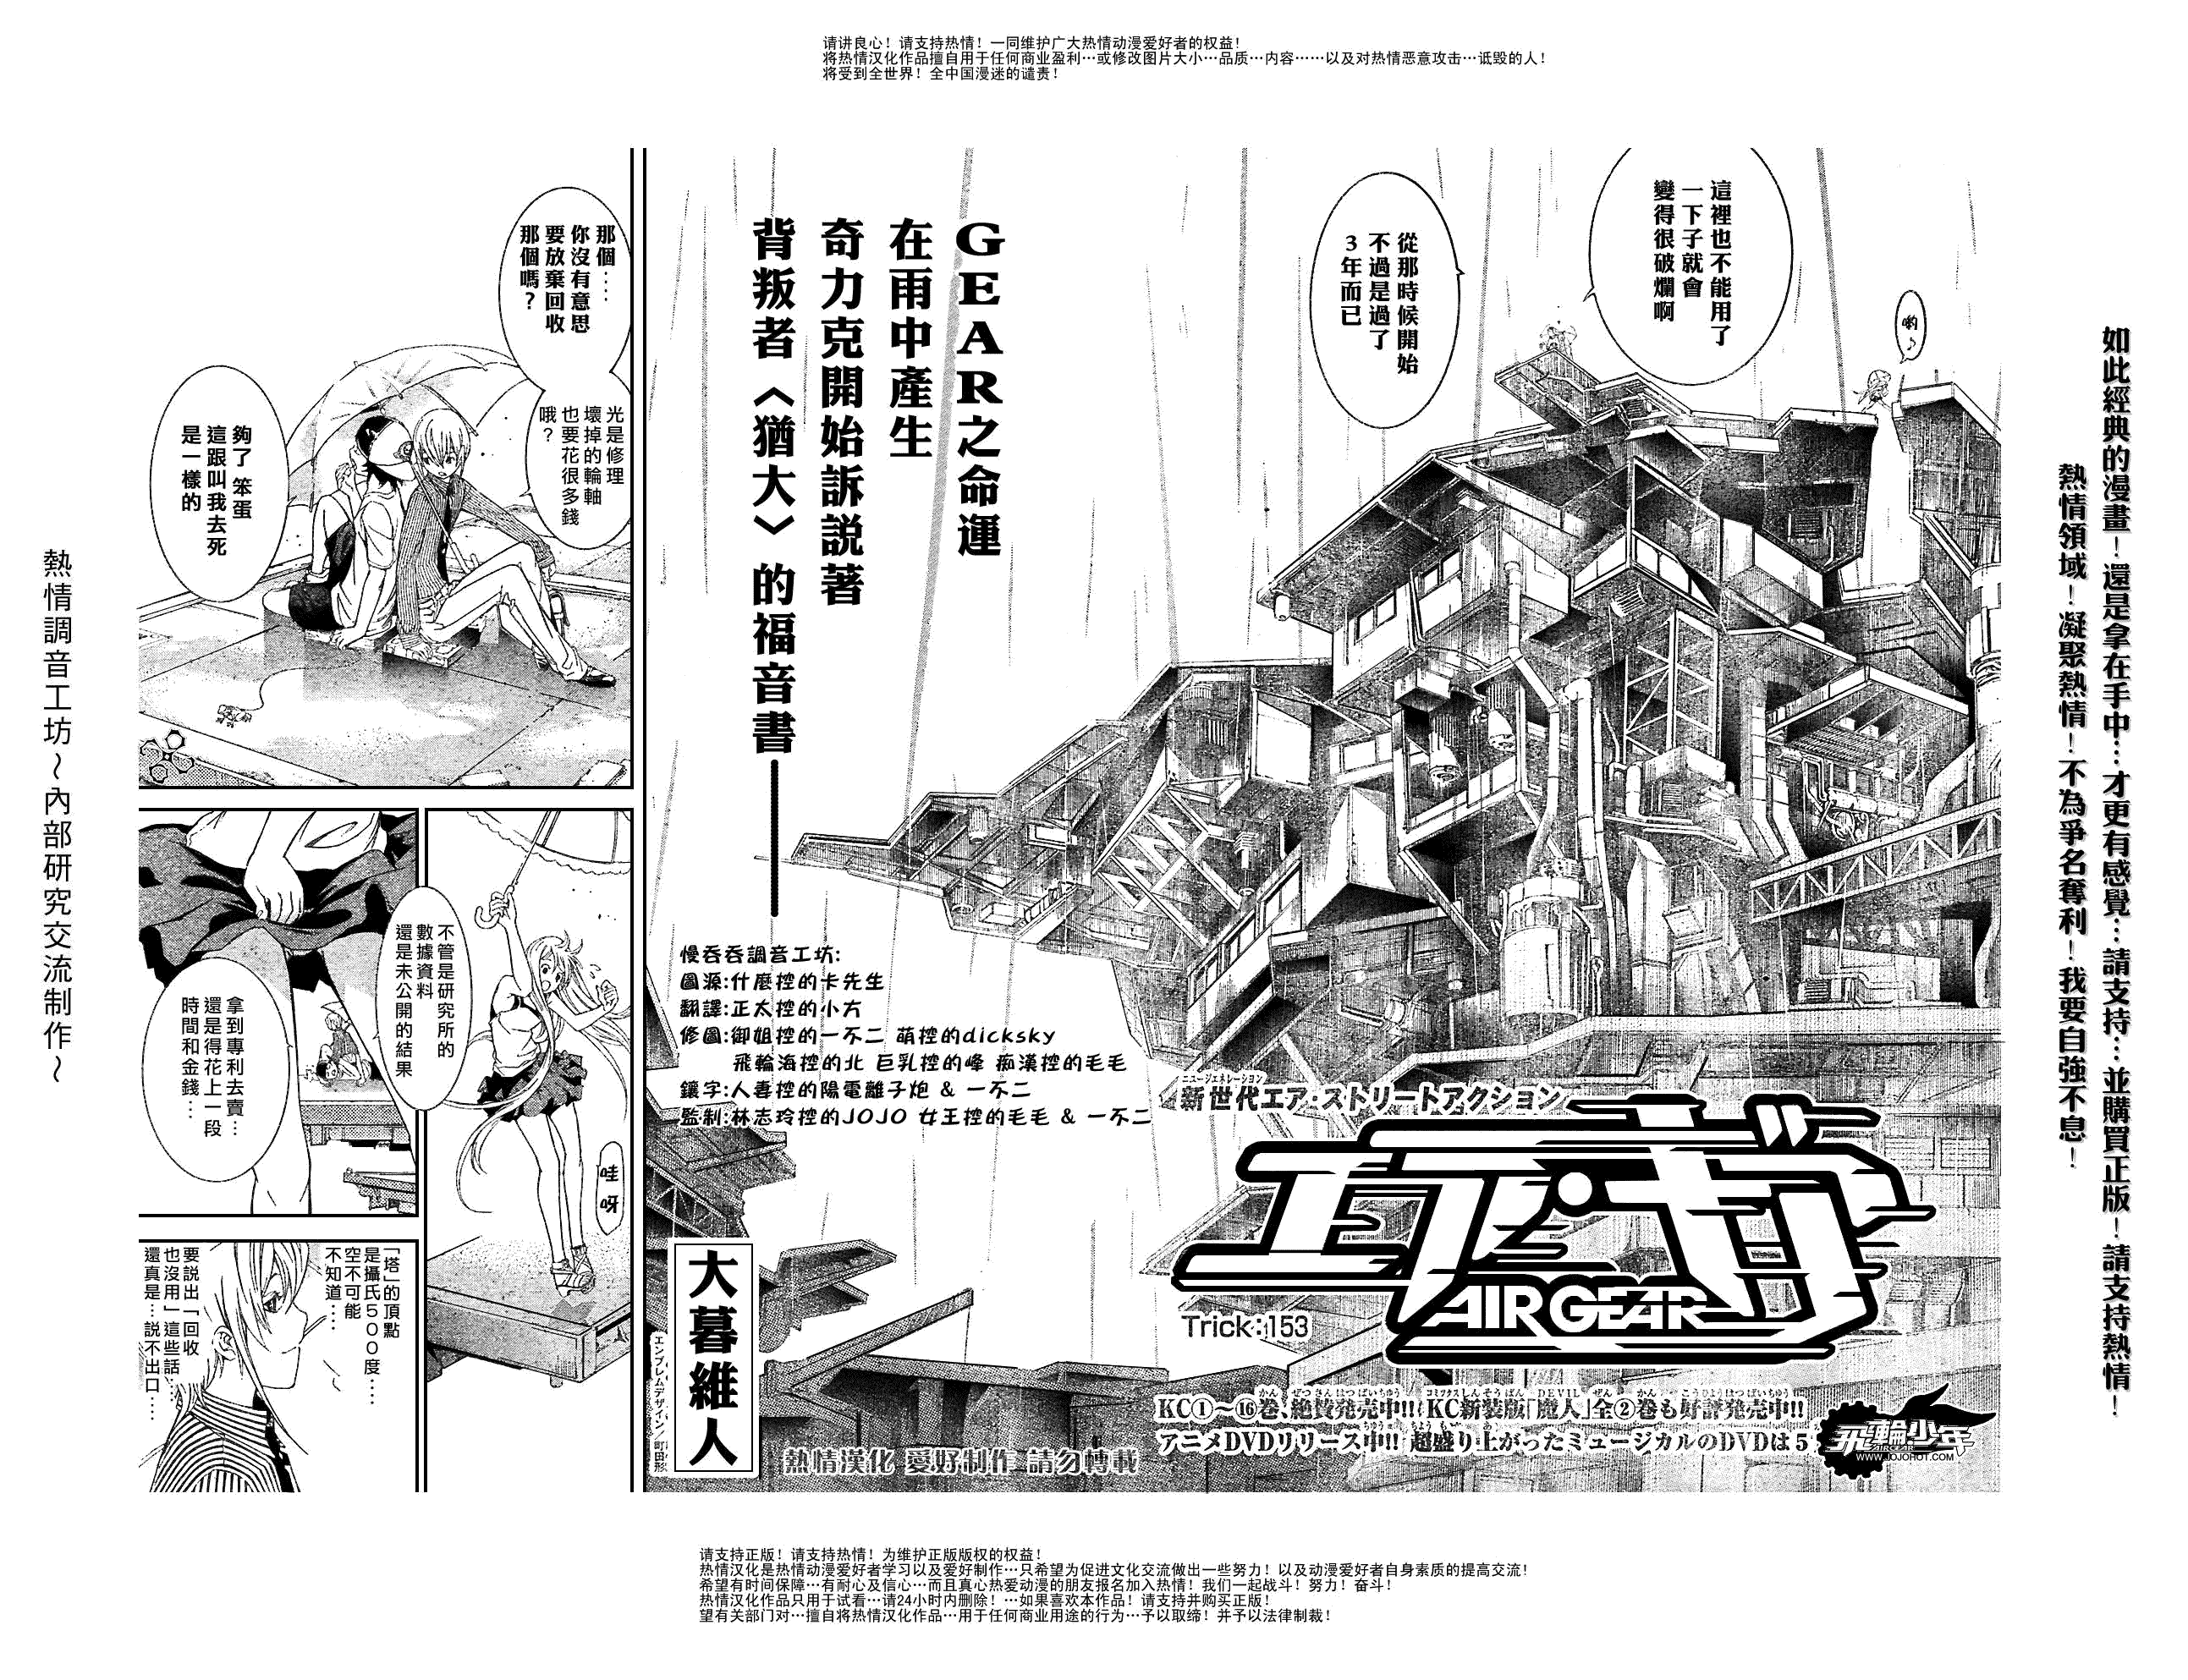 请讲良心！请支持热情！一同维护广大热情动漫爱好者的权益！
将热情汉化作品擅自用于任何商业盈利…或修改图片大小…品质…内容……以及对热情恶意攻击…诋毁的人！
将受到全世界！全中国漫迷的谴责！
如此經典的漫畫！還是拿在手中…才更有感覺…請支持…並購買正版！請支持熱情！
熱情領域！凝聚熱情！不為爭名奪利！我要自強不息！
喲♪
這裡也不能用了
一下子就會
變得很破爛啊
從那時候開始
不過是過了
３年而已
GEAR之命運
在雨中產生
奇力克開始訴説著
背叛者〈猶大〉的福音書——
慢吞吞調音工坊:
圖源:什麼控的卡先生
翻譯:正太控的小方
修圖:御姐控的一不二 萌控的dicksky
飛輪海控的北 巨乳控的峰 痴漢控的毛毛
鑲字:人妻控的陽電離子炮 & 一不二
監制:林志玲控的JOJO 女王控的毛毛 & 一不二
ニュージェネレーション
新世代エア・ストリートアクション
エア・ギア
AIR GEAR
Trick:153
KC①～⑯巻、絶賛発売中!! KC新装版「魔人」全②巻も好評発売中!!
アニメDVDリリース中!! 超盛り上がったミュージカルのDVDは５
飛輪少年
AIRGEAR
WWW.JOJOHOT.COM
熱情漢化 愛好制作 請勿轉載
大暮維人
エンブレムデザイン／町田形
那個…
你沒有意思
要放棄回收
那個嗎？
光是修理
壞掉的輪軸
也要花很多錢
哦？
夠了 笨蛋
這跟叫我去死
是一樣的
哇呀
不管是研究所的
數據資料
還是未公開的結果
拿到專利去賣…
還是得花上一段
時間和金錢…
「塔」的頂點
是攝氏500度…
空不可能
不知道…
要説出「回收
也沒用」這些話…
還真是…説不出口…
熱情調音工坊～內部研究交流制作～
请支持正版！请支持热情！为维护正版版权的权益！
热情汉化是热情动漫爱好者学习以及爱好制作…只希望为促进文化交流做出一些努力！以及动漫爱好者自身素质的提高交流！
希望有时间保障…有耐心及信心…而且真心热爱动漫的朋友报名加入热情！我们一起战斗！努力！奋斗！
热情汉化作品只用于试看…请24小时内删除！…如果喜欢本作品！请支持并购买正版！
望有关部门对…擅自将热情汉化作品…用于任何商业用途的行为…予以取缔！并予以法律制裁！